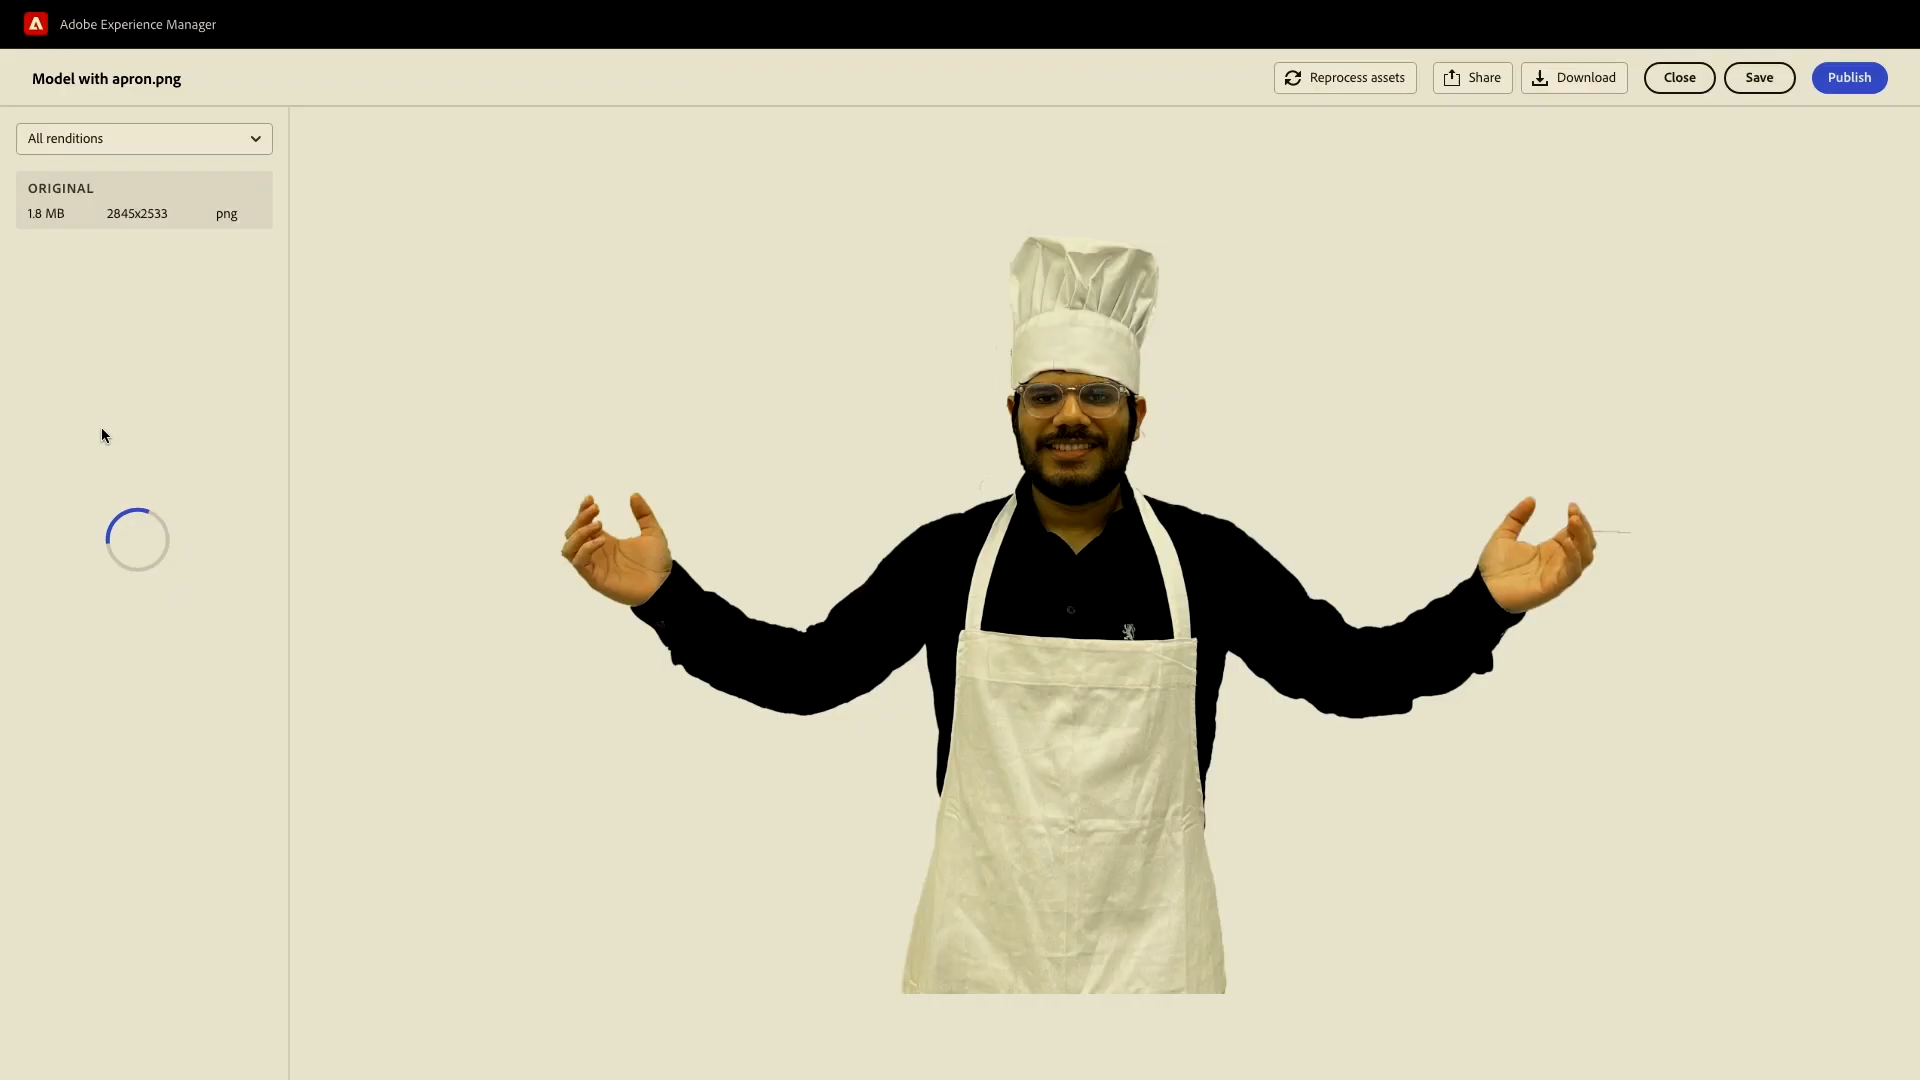 Adobe Experience Manager
Model with apron.png
Reprocess assets
Share
Download
Close
Save
Publish
All renditions
ORIGINAL
1.8 MB 2845x2533 png